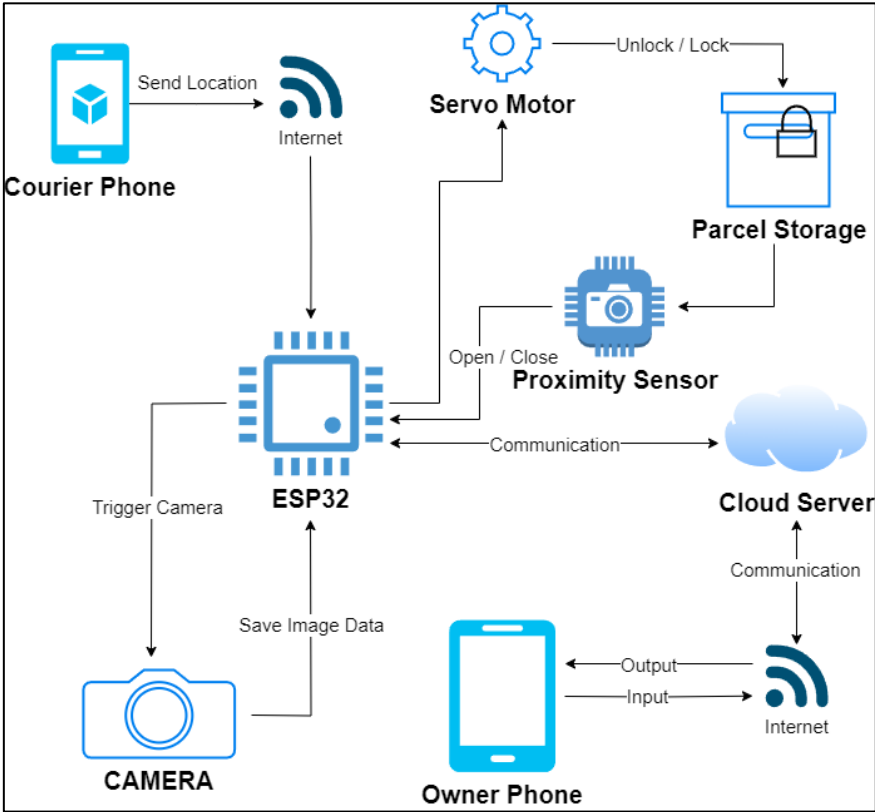 Unlock / Lock
Send Location
Servo Motor
Internet
Courier Phone
Parcel Storage
Open / Close
Proximity Sensor
Communication
ESP32
Cloud Server
Trigger Camera
Communication
Save Image Data
Output
Input
Internet
CAMERA
Owner Phone